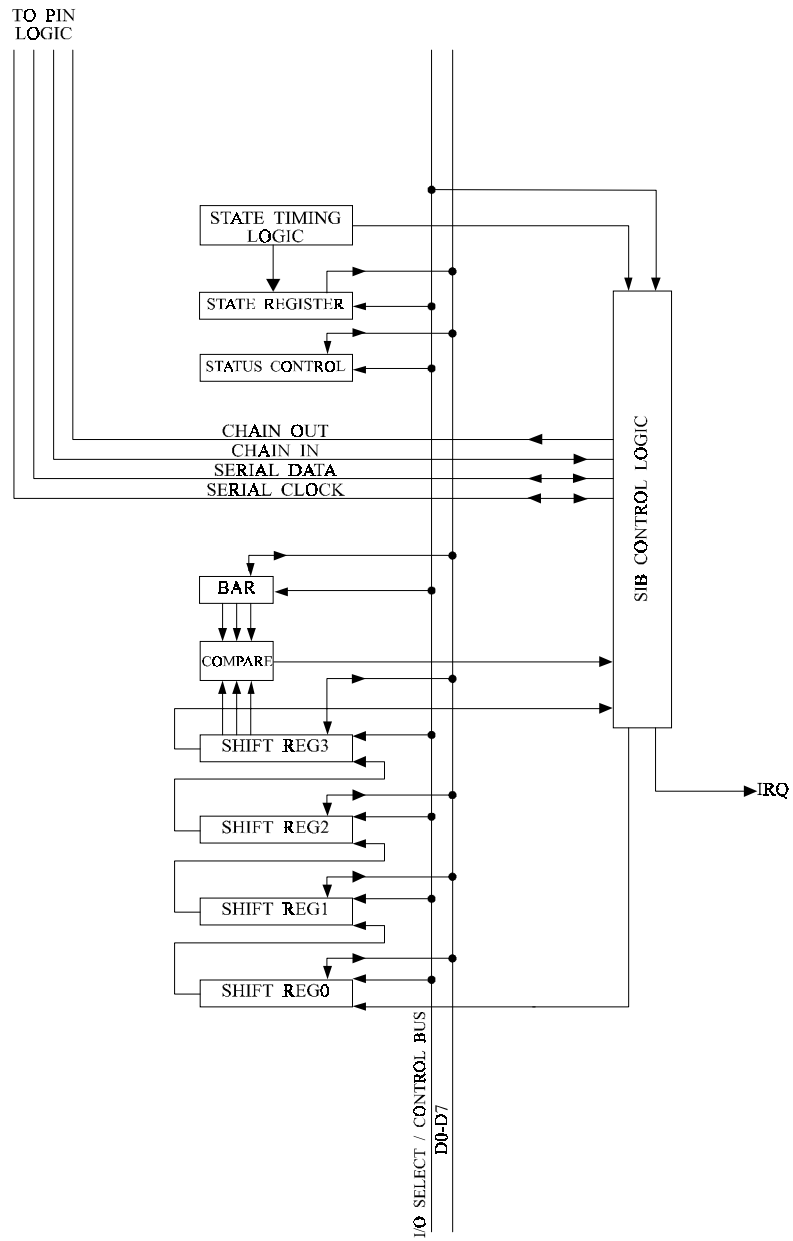 TO PIN
LOGIC
STATE TIMING
LOGIC
STATE REGISTER
STATUS CONTROL
CHAIN OUT
CHAIN IN
SERIAL DATA
SERIAL CLOCK
SIB CONTROL LOGIC
BAR
COMPARE
SHIFT REG3
IRQ
SHIFT REG2
SHIFT REG1
SHIFT REG0
I/O SELECT / CONTROL BUS
D0-D7